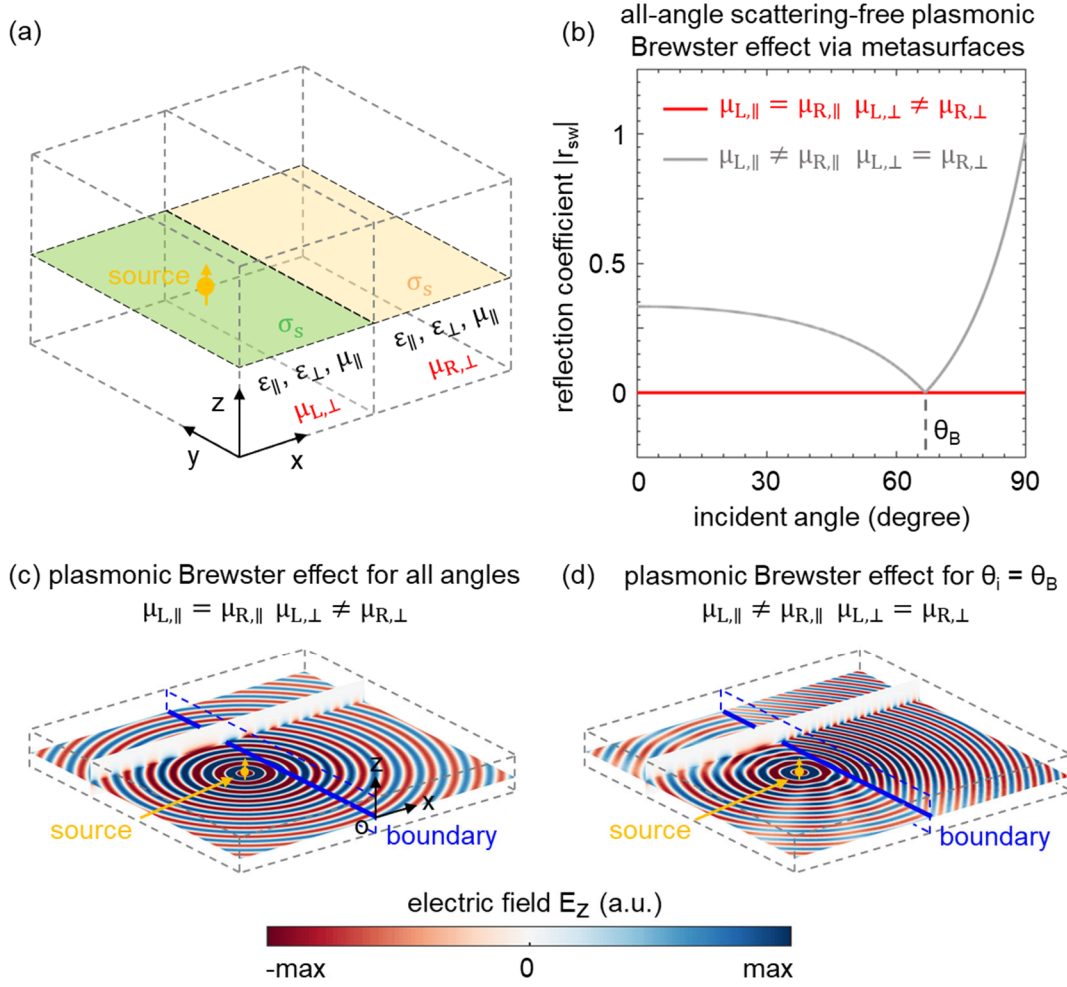 (a)
source
σₛ
σₛ
ε∥, ε⊥, μ∥
μL,⊥
ε∥, ε⊥, μ∥
μR,⊥
z
y
x
all-angle scattering-free plasmonic
(b) Brewster effect via metasurfaces
μL,∥ = μR,∥ μL,⊥ ≠ μR,⊥
μL,∥ ≠ μR,∥ μL,⊥ = μR,⊥
reflection coefficient |rsw|
1
0.5
0
θB
0 30 60 90
incident angle (degree)
(c) plasmonic Brewster effect for all angles
μL,∥ = μR,∥ μL,⊥ ≠ μR,⊥
z
x
o
source
boundary
(d) plasmonic Brewster effect for θi = θB
μL,∥ ≠ μR,∥ μL,⊥ = μR,⊥
source
boundary
electric field Ez (a.u.)
-max 0 max